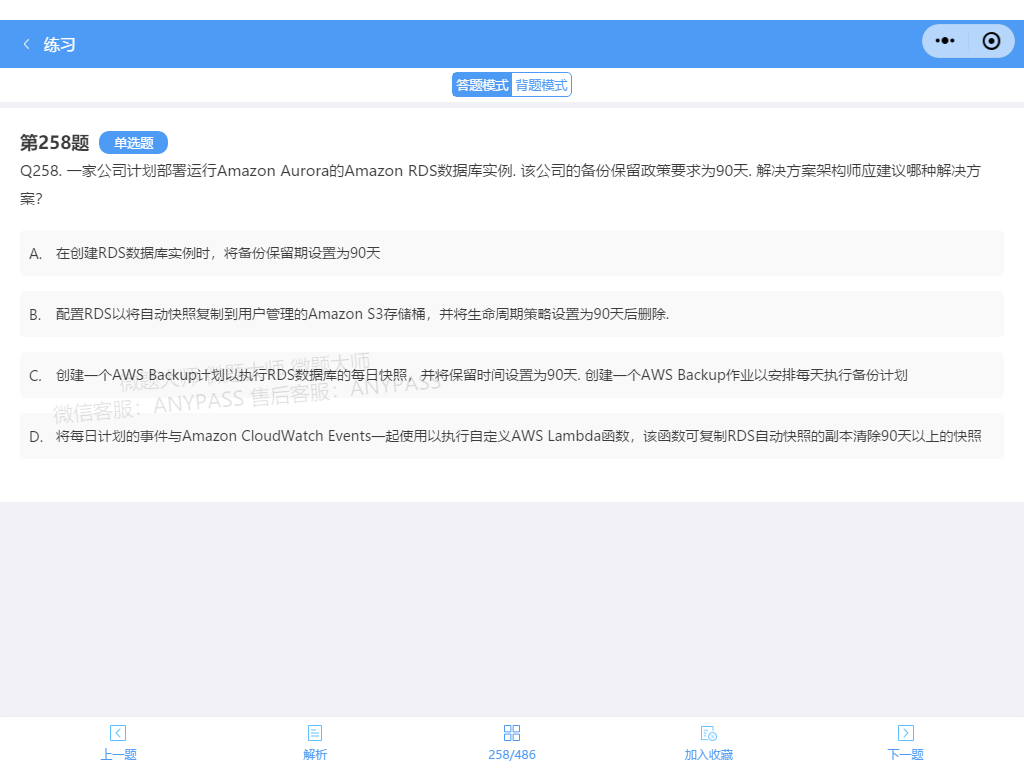 练习
答题模式 背题模式
第258题 单选题
Q258. 一家公司计划部署运行Amazon Aurora的Amazon RDS数据库实例. 该公司的备份保留政策要求为90天. 解决方案架构师应建议哪种解决方
案?
A. 在创建RDS数据库实例时，将备份保留期设置为90天
B. 配置RDS以将自动快照复制到用户管理的Amazon S3存储桶，并将生命周期策略设置为90天后删除.
微题大师 微题大师 微题大师
C. 创建一个AWS Backup计划以执行RDS数据库的每日快照，并将保留时间设置为90天. 创建一个AWS Backup作业以安排每天执行备份计划
微信客服：ANYPASS 售后客服：ANYPASS
D. 将每日计划的事件与Amazon CloudWatch Events一起使用以执行自定义AWS Lambda函数，该函数可复制RDS自动快照的副本清除90天以上的快照
上一题 解析 258/486 加入收藏 下一题